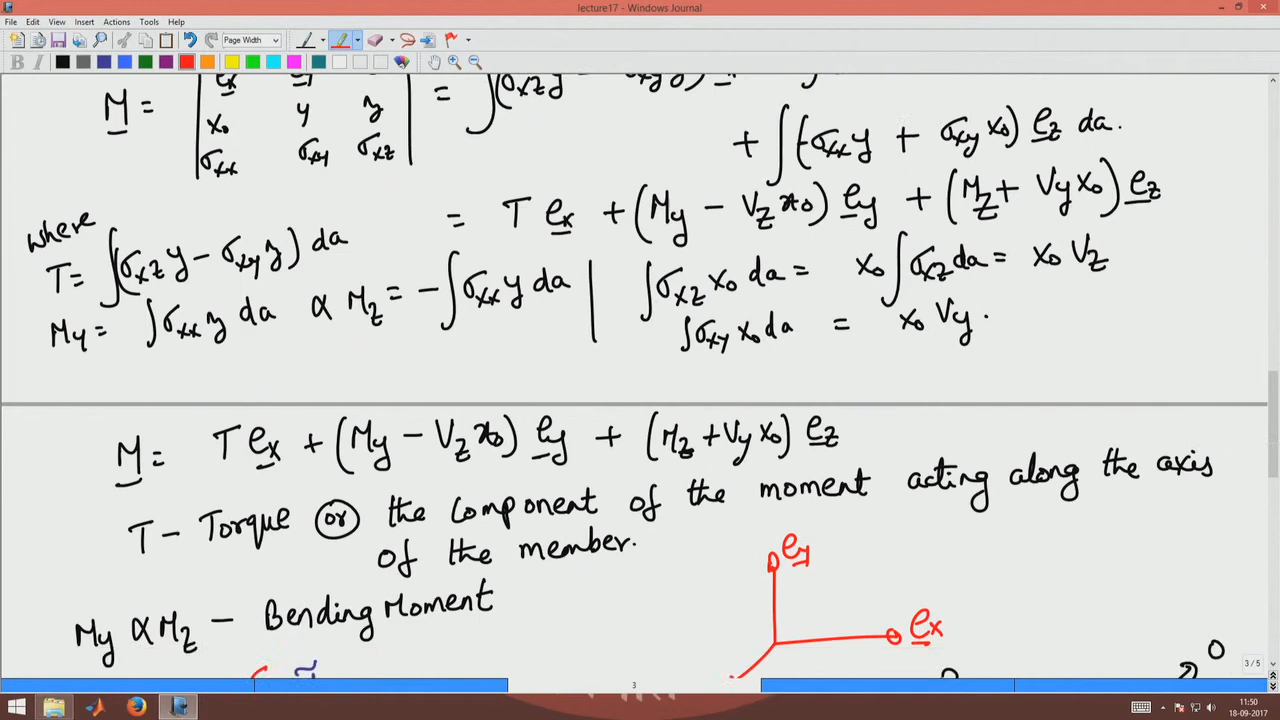 lecture17 - Windows Journal
File Edit View Insert Actions Tools Help
Page Width
M = | ex
x0 y z
σxx σxy σxz | = ∫(σxz y
+ ∫(-σxx y + σxy x0) ez da.
= T ex + (My - Vz x0) ey + (Mz + Vy x0) ez
where
T = ∫(σxz y - σxy z) da
My = ∫σxx z da & Mz = -∫σxx y da | ∫σxz x0 da = x0 ∫σxz da = x0 Vz
∫σxy x0 da = x0 Vy.
M = T ex + (My - Vz x0) ey + (Mz + Vy x0) ez
T - Torque or the component of the moment acting along the axis
of the member.
ey
My & Mz - Bending Moment
ex
3/5
3
11:50
18-09-2017